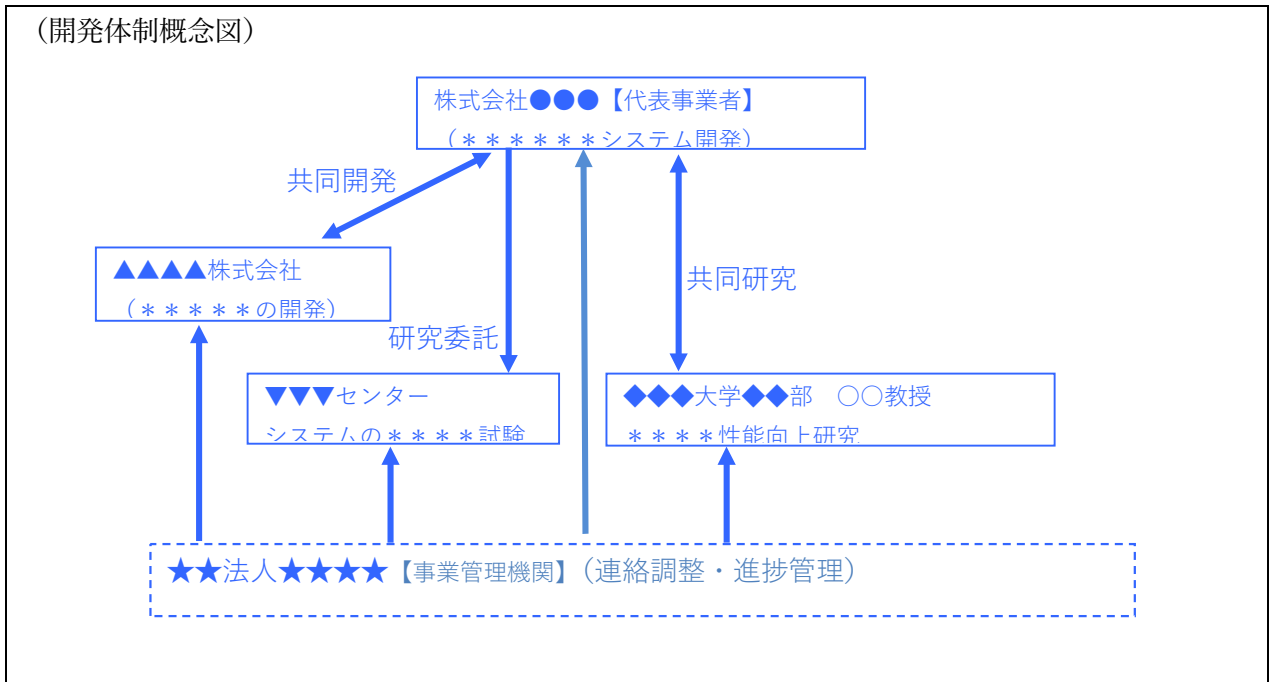 （開発体制概念図）
株式会社●●●【代表事業者】
（＊＊＊＊＊＊システム開発）
共同開発
▲▲▲▲株式会社
（＊＊＊＊＊の開発）
共同研究
研究委託
▼▼▼センター
システムの＊＊＊＊試験
◆◆◆大学◆◆部　〇〇教授
＊＊＊＊性能向上研究
★★法人★★★★【事業管理機関】（連絡調整・進捗管理）